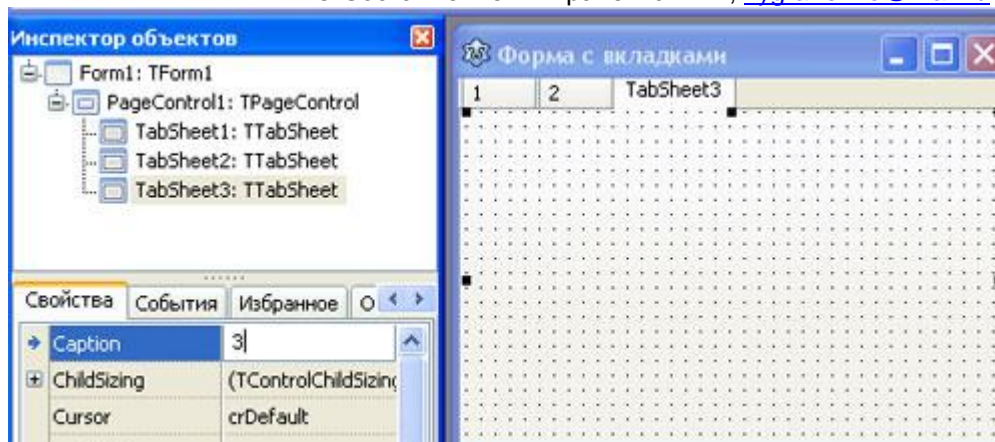 Инспектор объектов
Form1: TForm1
PageControl1: TPageControl
TabSheet1: TTabSheet
TabSheet2: TTabSheet
TabSheet3: TTabSheet
Свойства События Избранное О
Caption 3
ChildSizing (TControlChildSizing
Cursor crDefault
Форма с вкладками
1 2 TabSheet3